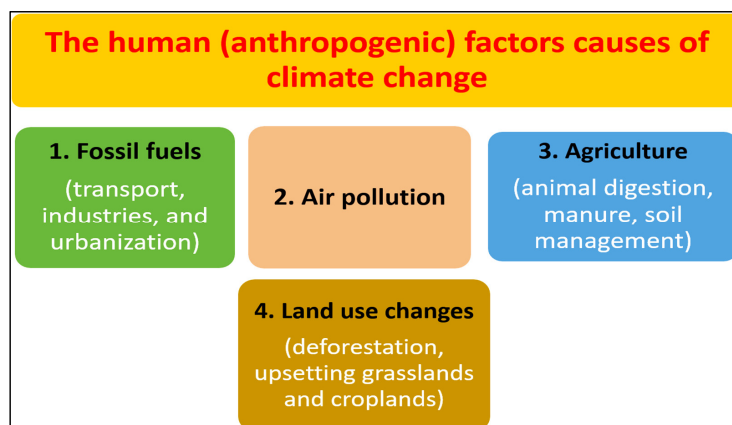 The human (anthropogenic) factors causes of
climate change
1. Fossil fuels
(transport,
industries, and
urbanization)
2. Air pollution
3. Agriculture
(animal digestion,
manure, soil
management)
4. Land use changes
(deforestation,
upsetting grasslands
and croplands)